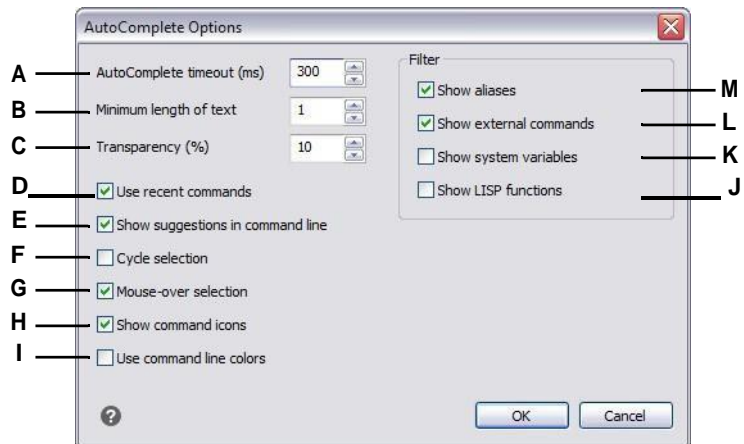 AutoComplete Options
A AutoComplete timeout (ms) 300
B Minimum length of text 1
C Transparency (%) 10
D Use recent commands
E Show suggestions in command line
F Cycle selection
G Mouse-over selection
H Show command icons
I Use command line colors
Filter
Show aliases M
Show external commands L
Show system variables K
Show LISP functions J
?
OK Cancel